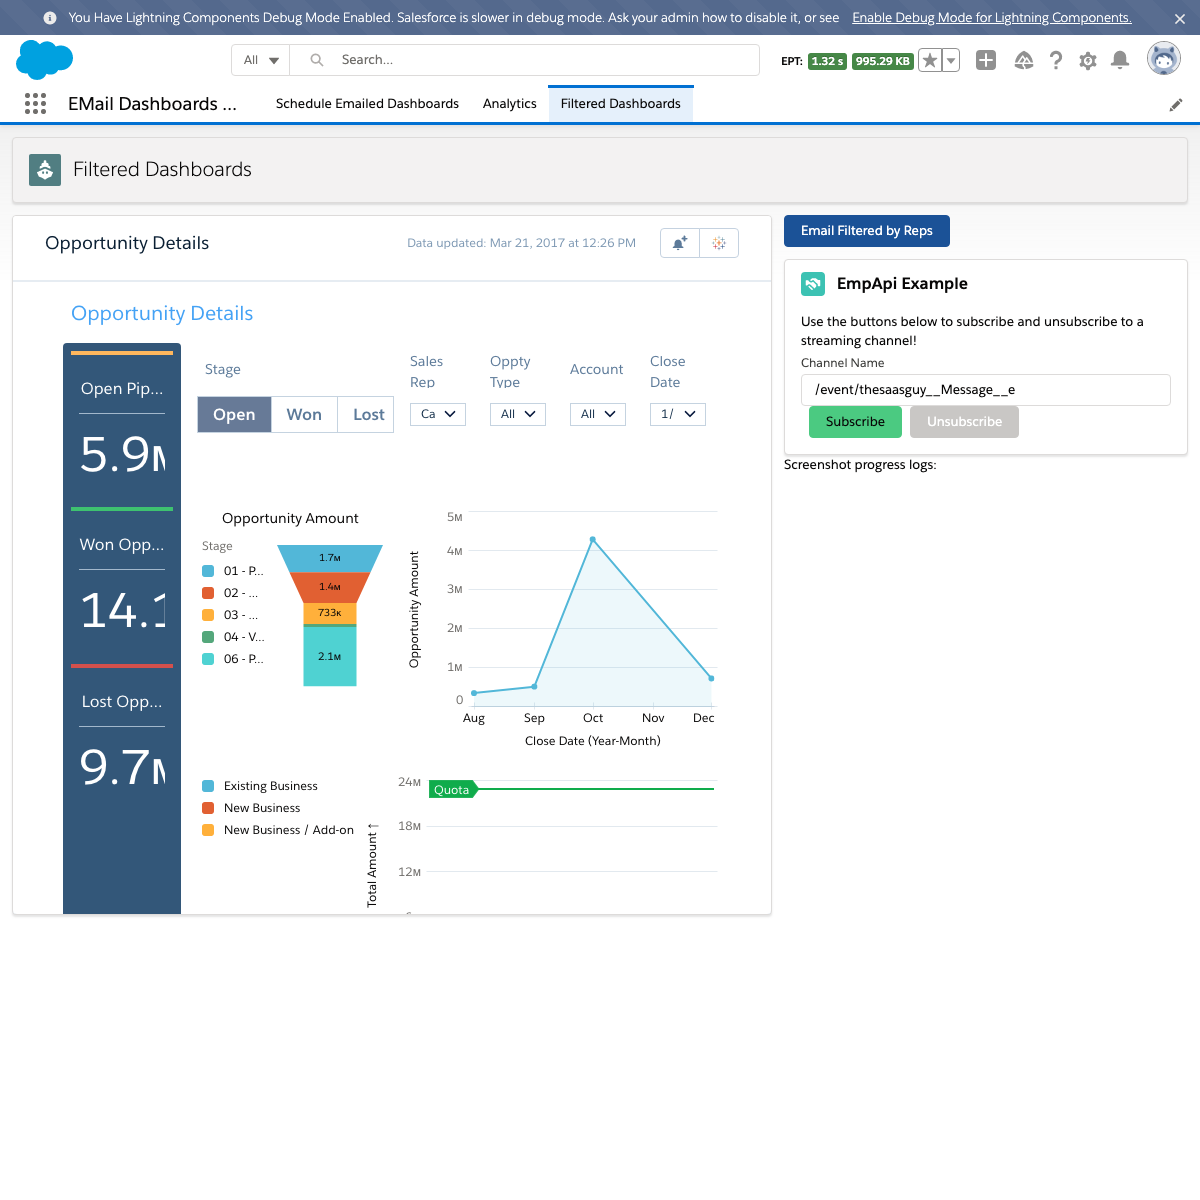 You Have Lightning Components Debug Mode Enabled. Salesforce is slower in debug mode. Ask your admin how to disable it, or see Enable Debug Mode for Lightning Components.
All
Search...
EPT: 1.32 s 995.29 KB
EMail Dashboards ...
Schedule Emailed Dashboards
Analytics
Filtered Dashboards
Filtered Dashboards
Opportunity Details
Data updated: Mar 21, 2017 at 12:26 PM
Opportunity Details
Open Pip...
5.9M
Won Opp...
14.1
Lost Opp...
9.7M
Stage
Open Won Lost
Sales
Rep
Ca
Oppty
Type
All
Account
All
Close
Date
1/
Opportunity Amount
Stage
01 - P...
02 - ...
03 - ...
04 - V...
06 - P...
1.7M
1.4M
733K
2.1M
Opportunity Amount
5M
4M
3M
2M
1M
0
Aug Sep Oct Nov Dec
Close Date (Year-Month)
Existing Business
New Business
New Business / Add-on
Total Amount ↑
24M
Quota
18M
12M
Email Filtered by Reps
EmpApi Example
Use the buttons below to subscribe and unsubscribe to a
streaming channel!
Channel Name
/event/thesaasguy__Message__e
Subscribe
Unsubscribe
Screenshot progress logs: